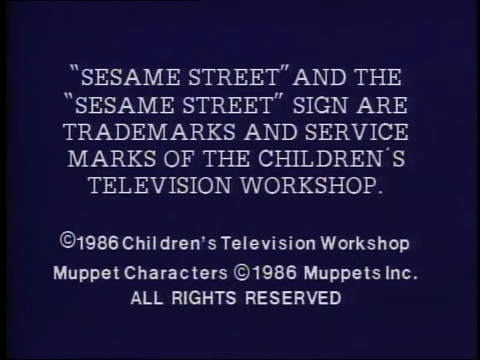 “SESAME STREET” AND THE
“SESAME STREET” SIGN ARE
TRADEMARKS AND SERVICE
MARKS OF THE CHILDREN´S
TELEVISION WORKSHOP.
©1986 Children's Television Workshop
Muppet Characters ©1986 Muppets Inc.
ALL RIGHTS RESERVED